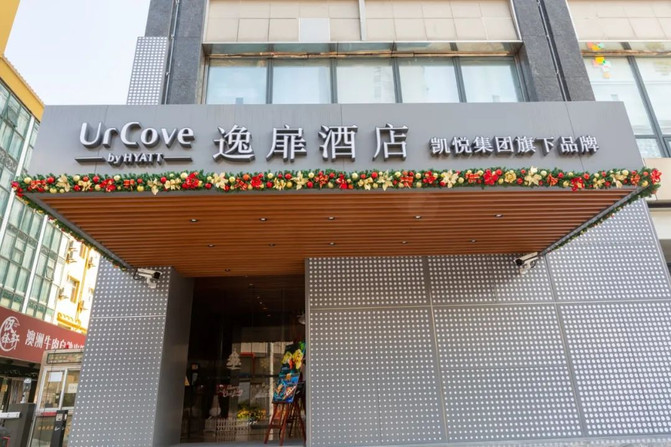 UrCove
by HYATT
逸扉酒店
凯悦集团旗下品牌
澳洲牛肉自